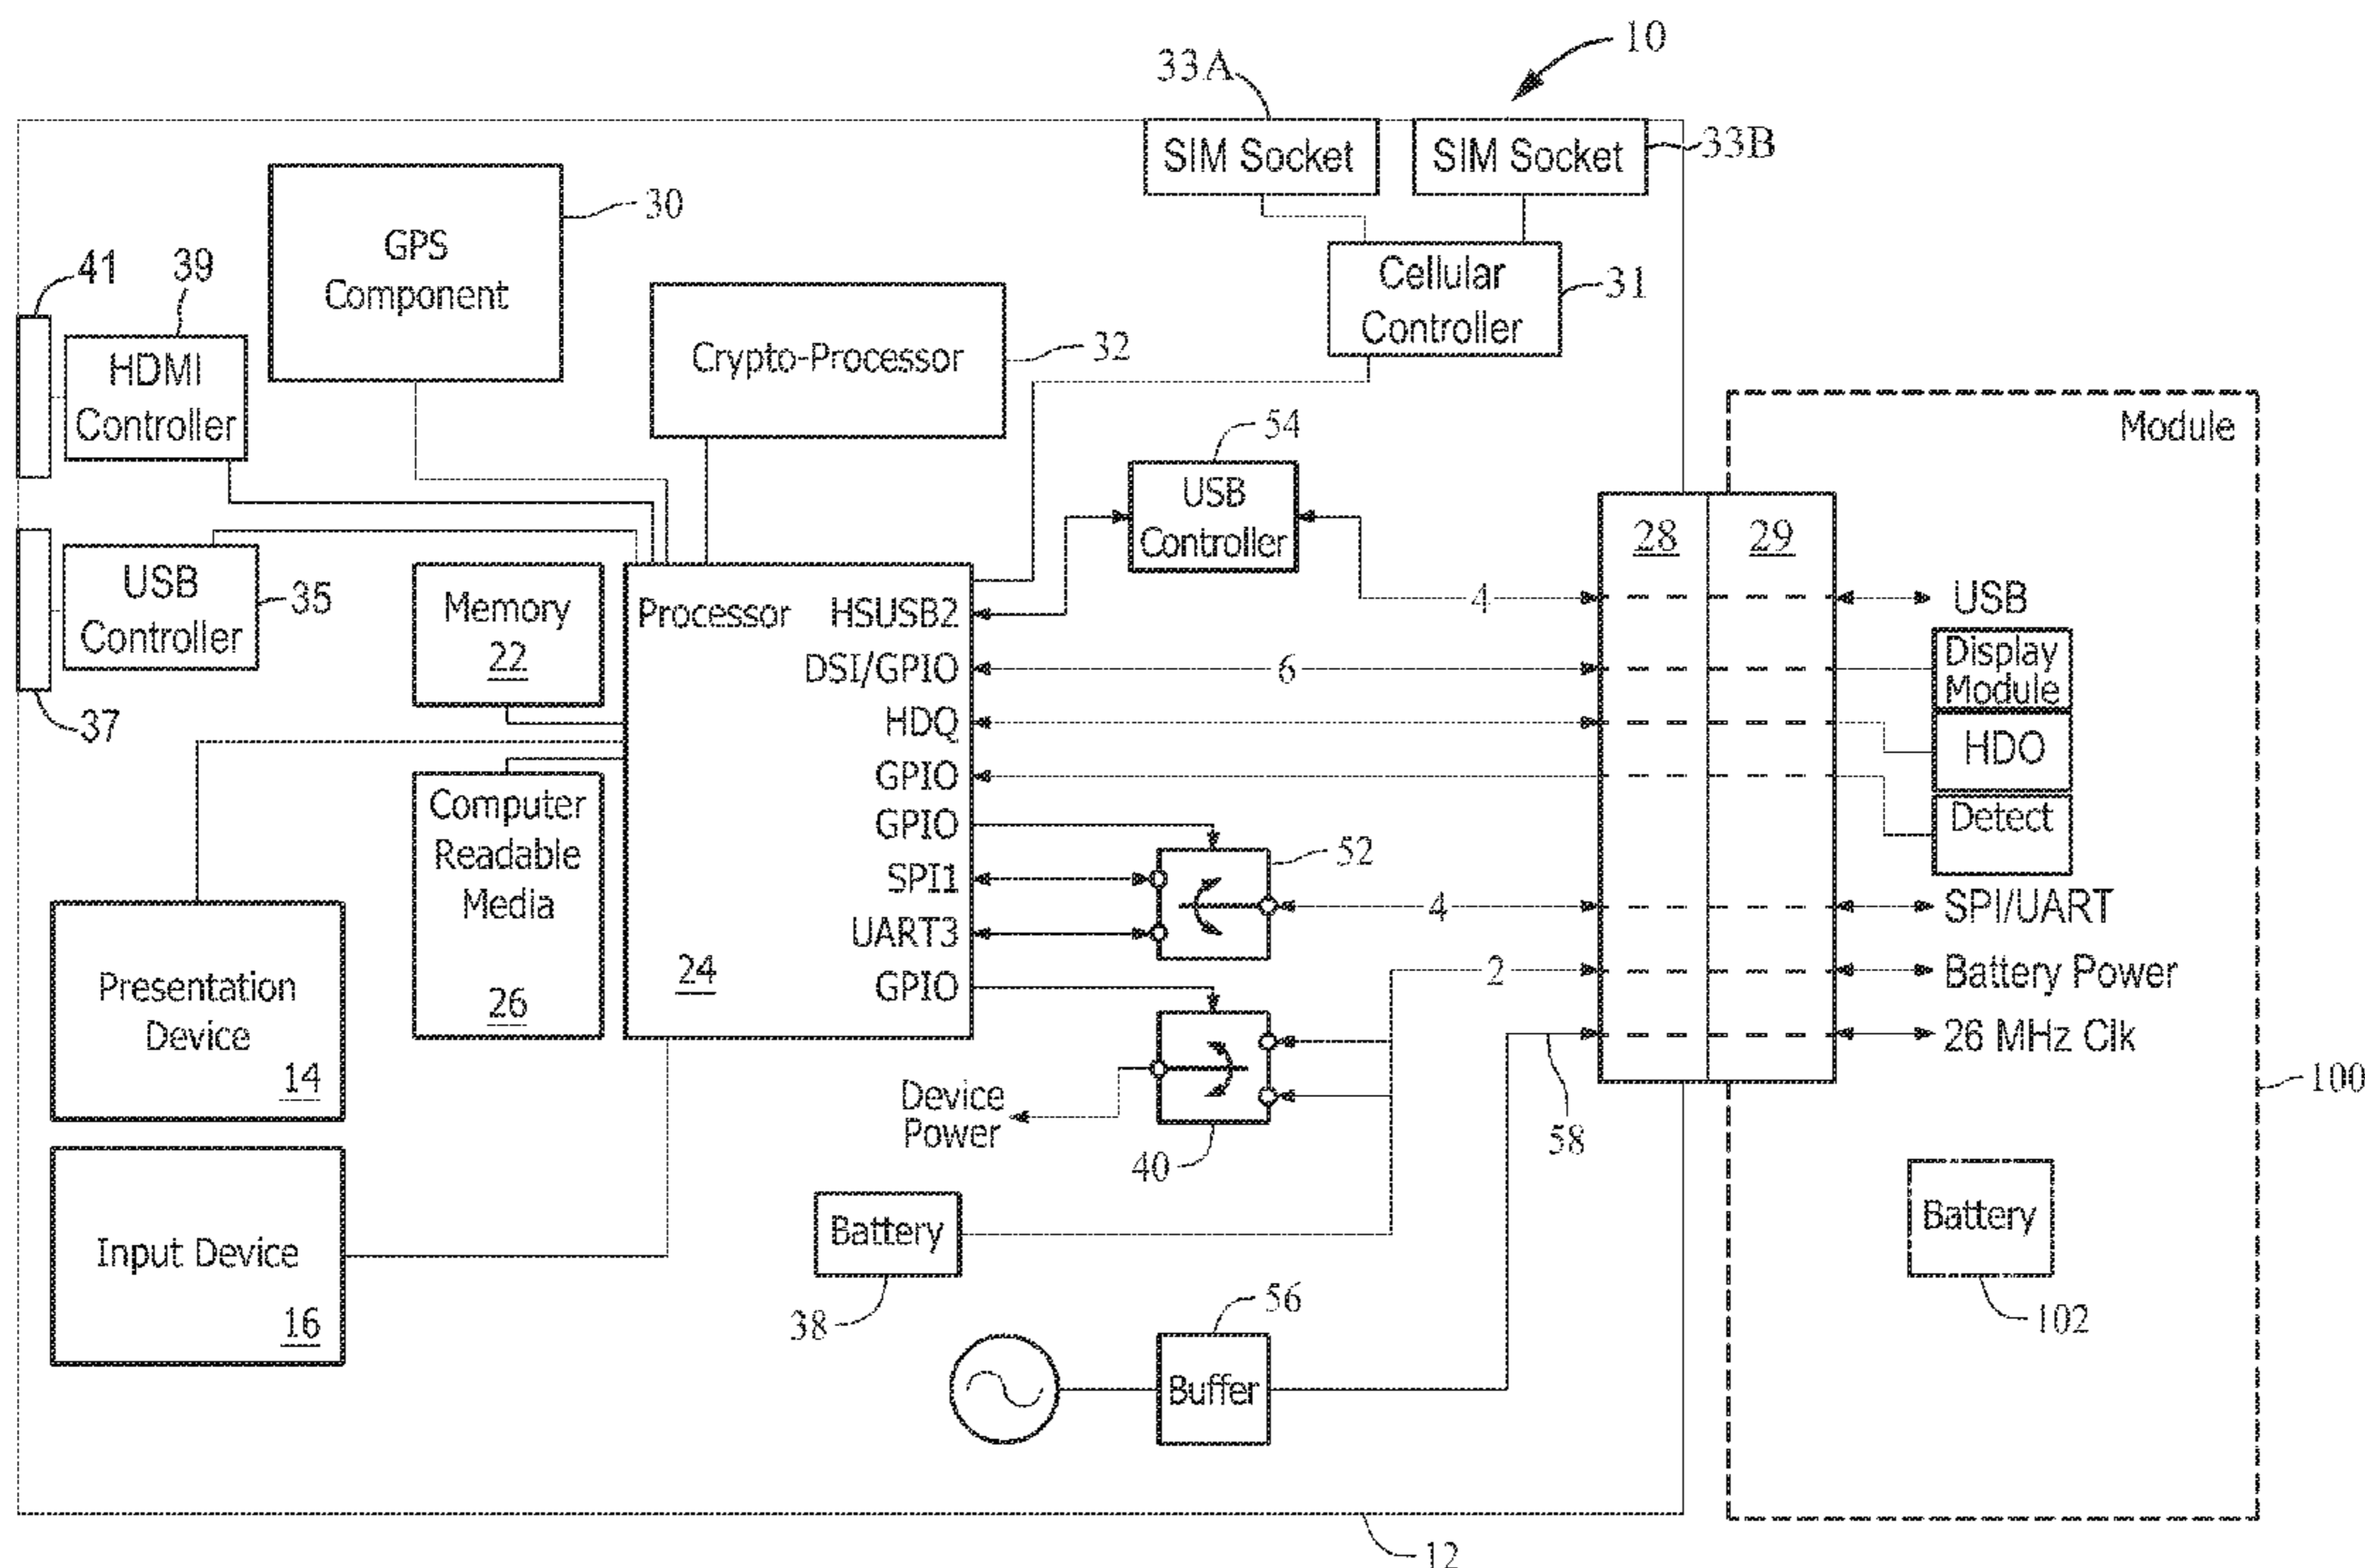 10
33A
SIM Socket
SIM Socket
33B
GPS
Component
30
41
39
HDMI
Controller
Crypto-Processor
32
Cellular
Controller
31
Module
54
USB
Controller
28
29
USB
Controller
35
37
Memory
22
Processor
24
HSUSB2
DSI/GPIO
HDQ
GPIO
GPIO
SPI1
UART3
GPIO
4
6
4
2
USB
Display
Module
HDO
Detect
SPI/UART
Battery Power
26 MHz Clk
Computer
Readable
Media
26
52
Presentation
Device
14
Device
Power
40
58
100
Input Device
16
Battery
38
Battery
102
56
Buffer
12